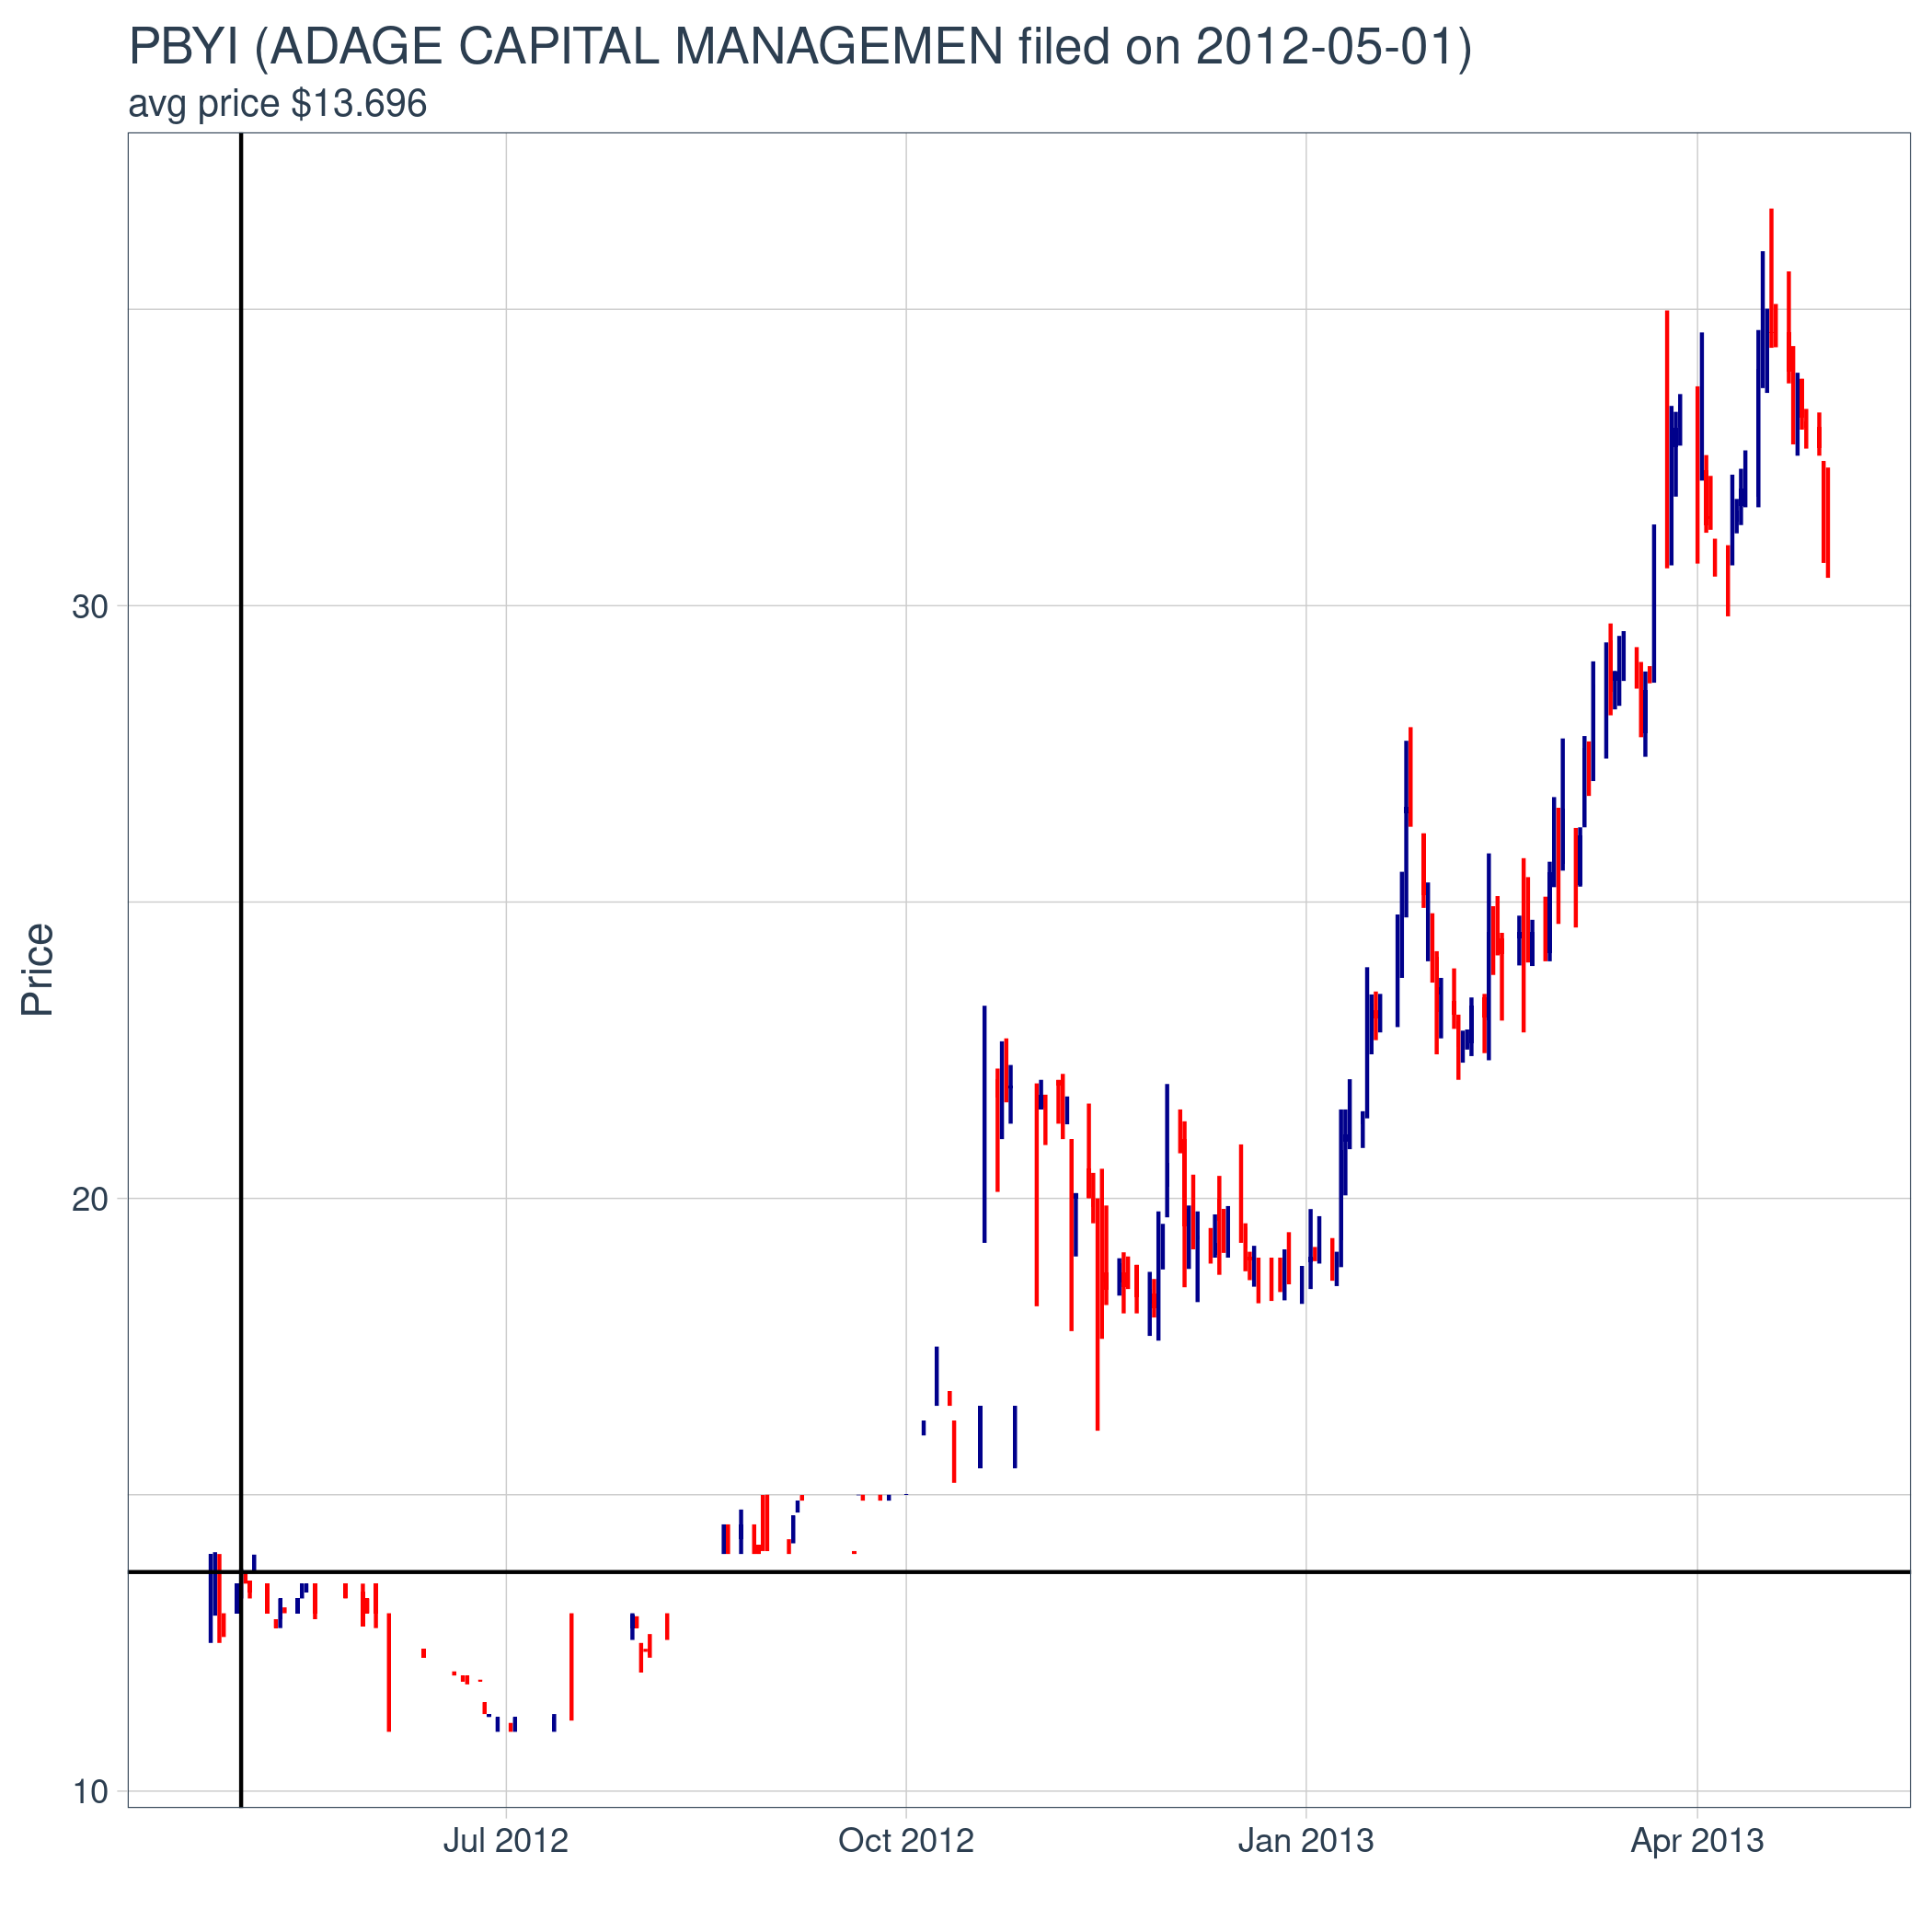 PBYI (ADAGE CAPITAL MANAGEMEN filed on 2012-05-01)
avg price $13.696
Price
30
20
10
Jul 2012
Oct 2012
Jan 2013
Apr 2013